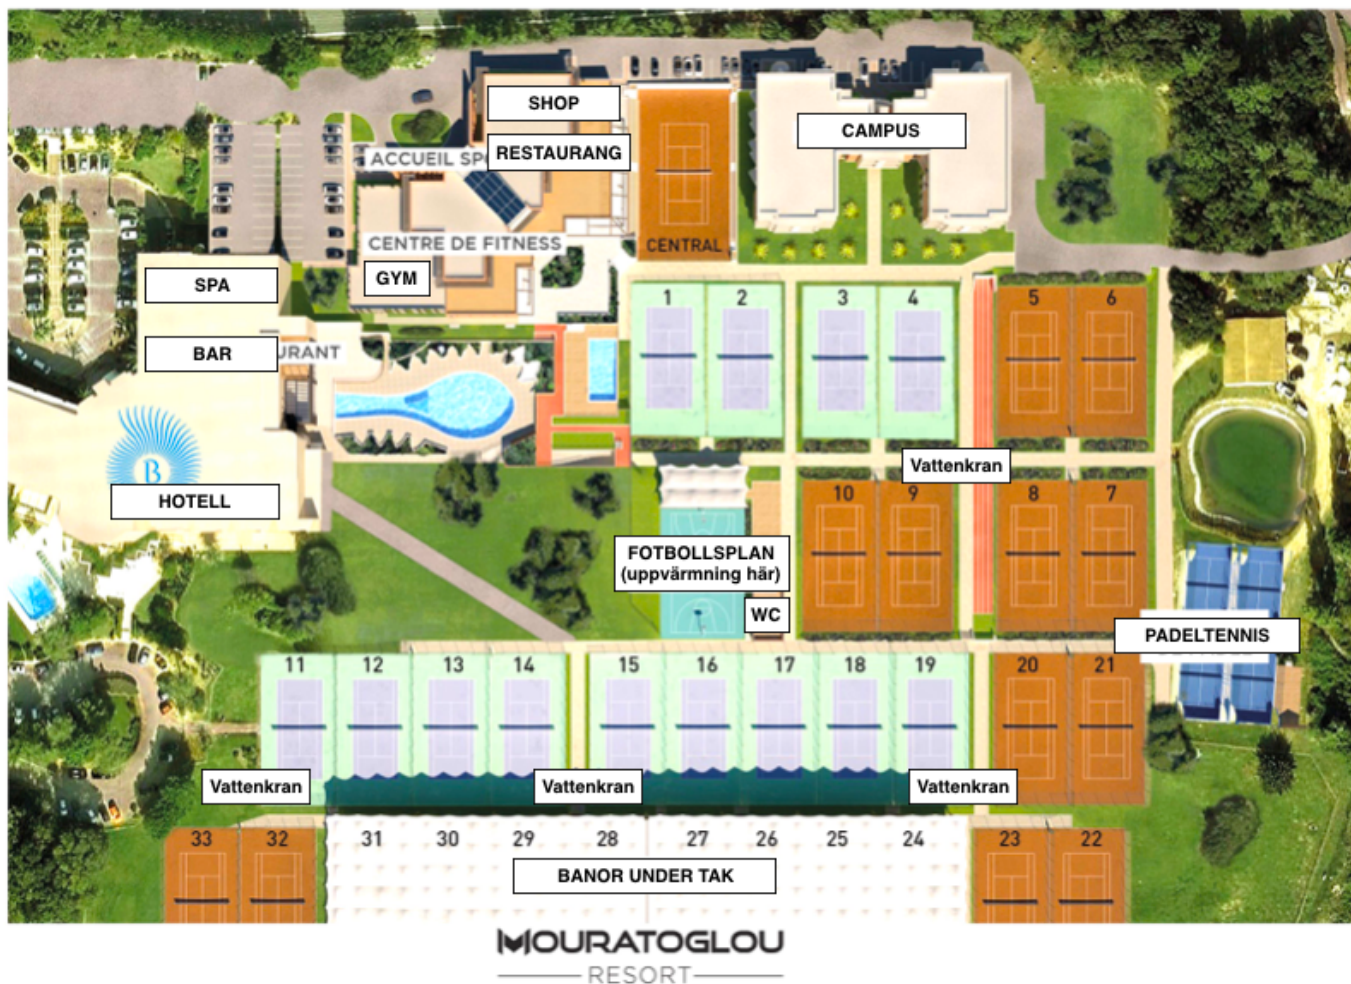 SHOP
CAMPUS
RESTAURANG
ACCUEIL SPO
CENTRE DE FITNESS
CENTRAL
GYM
SPA
1 2 3 4 5 6
BAR
URANT
B
HOTELL
Vattenkran
10 9 8 7
FOTBOLLSPLAN
(uppvärmning här)
WC
PADELTENNIS
11 12 13 14 15 16 17 18 19 20 21
Vattenkran Vattenkran Vattenkran
33 32 31 30 29 28 27 26 25 24 23 22
BANOR UNDER TAK
MOURATOGLOU
RESORT